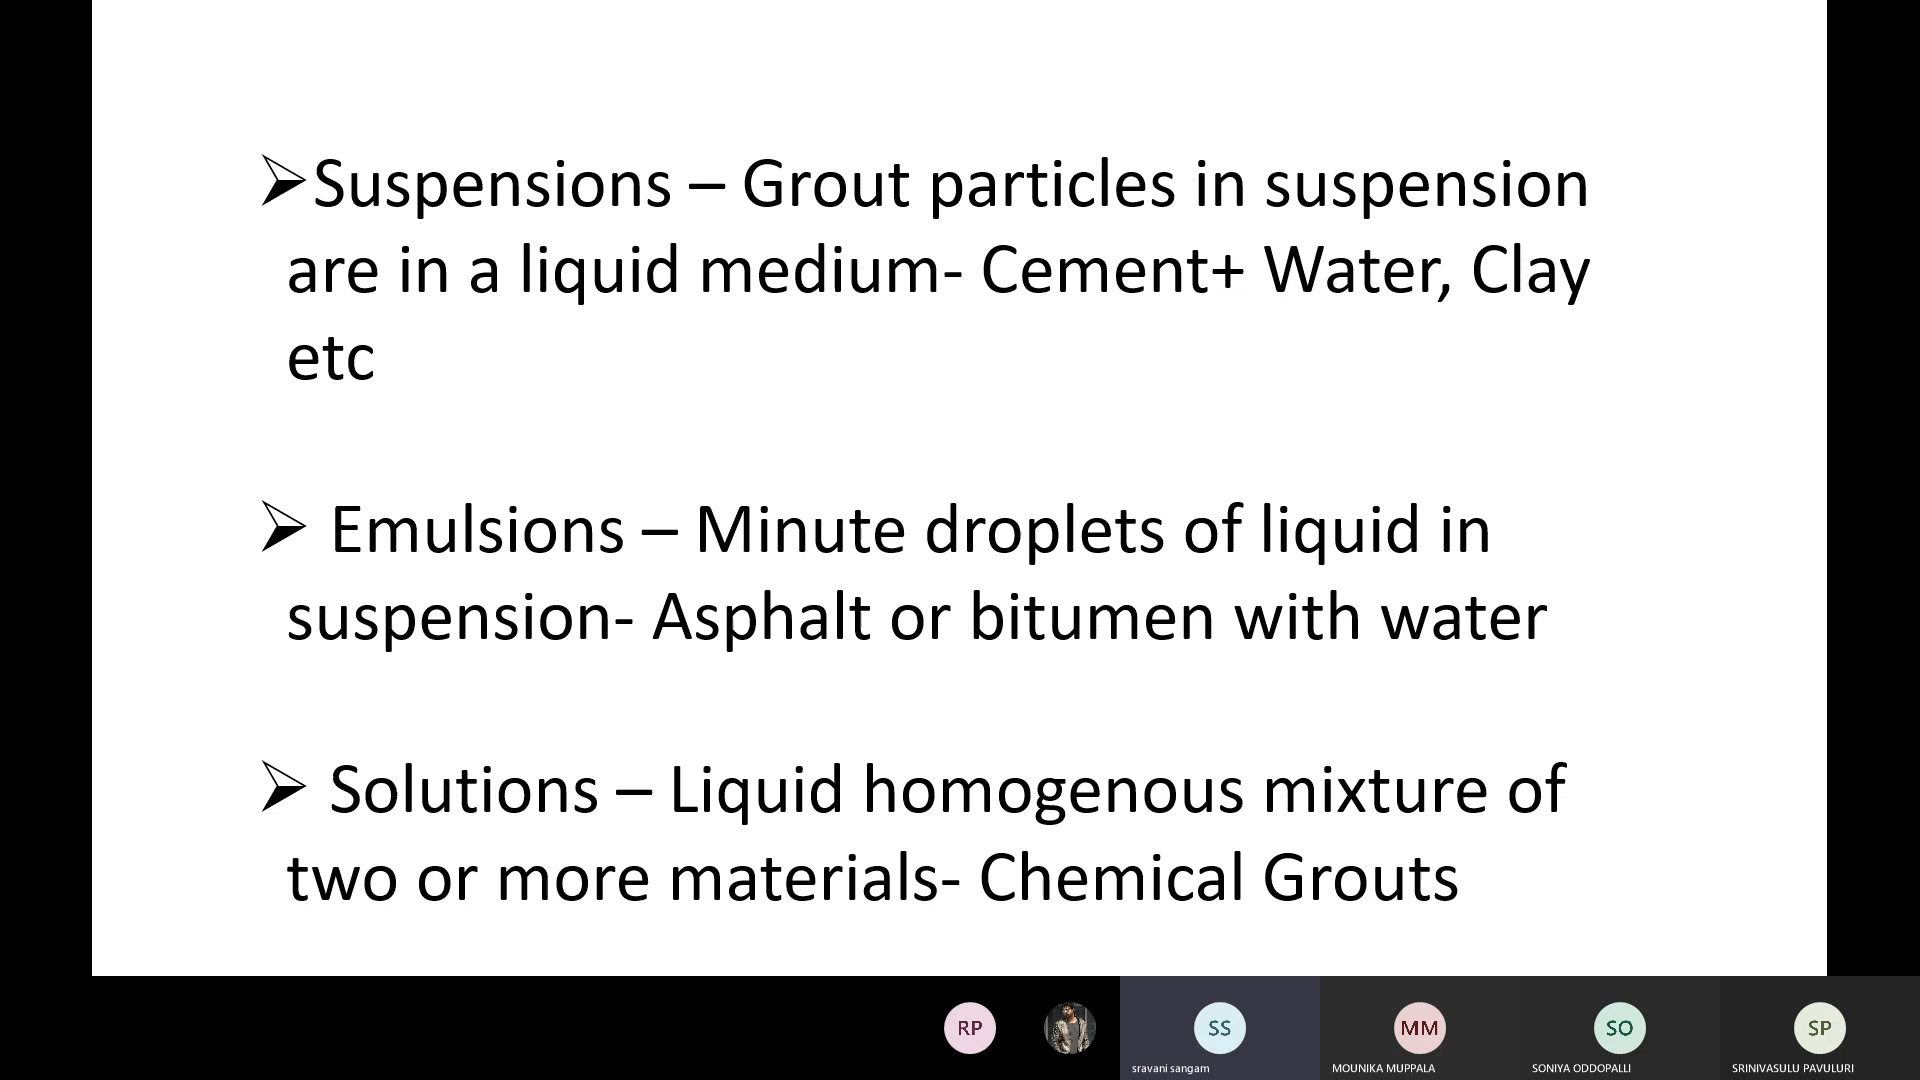 ➢Suspensions – Grout particles in suspension
are in a liquid medium- Cement+ Water, Clay
etc
➢ Emulsions – Minute droplets of liquid in
suspension- Asphalt or bitumen with water
➢ Solutions – Liquid homogenous mixture of
two or more materials- Chemical Grouts
RP
SS
MM
SO
SP
sravani sangam
MOUNIKA MUPPALA
SONIYA ODDOPALLI
SRINIVASULU PAVULURI